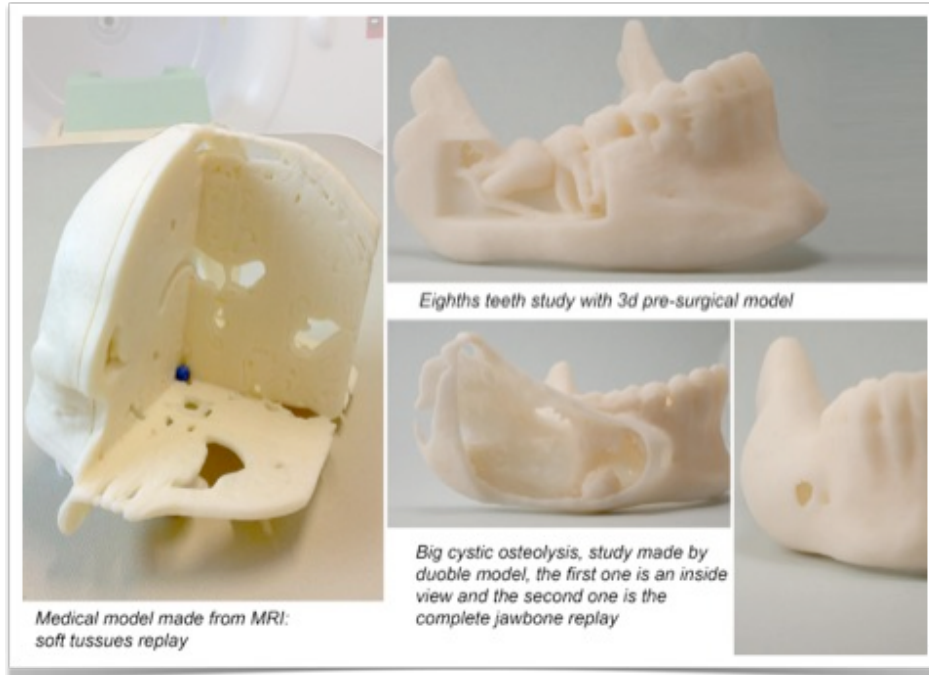 Eighths teeth study with 3d pre-surgical model
Big cystic osteolysis, study made by
duoble model, the first one is an inside
view and the second one is the
complete jawbone replay
Medical model made from MRI:
soft tussues replay